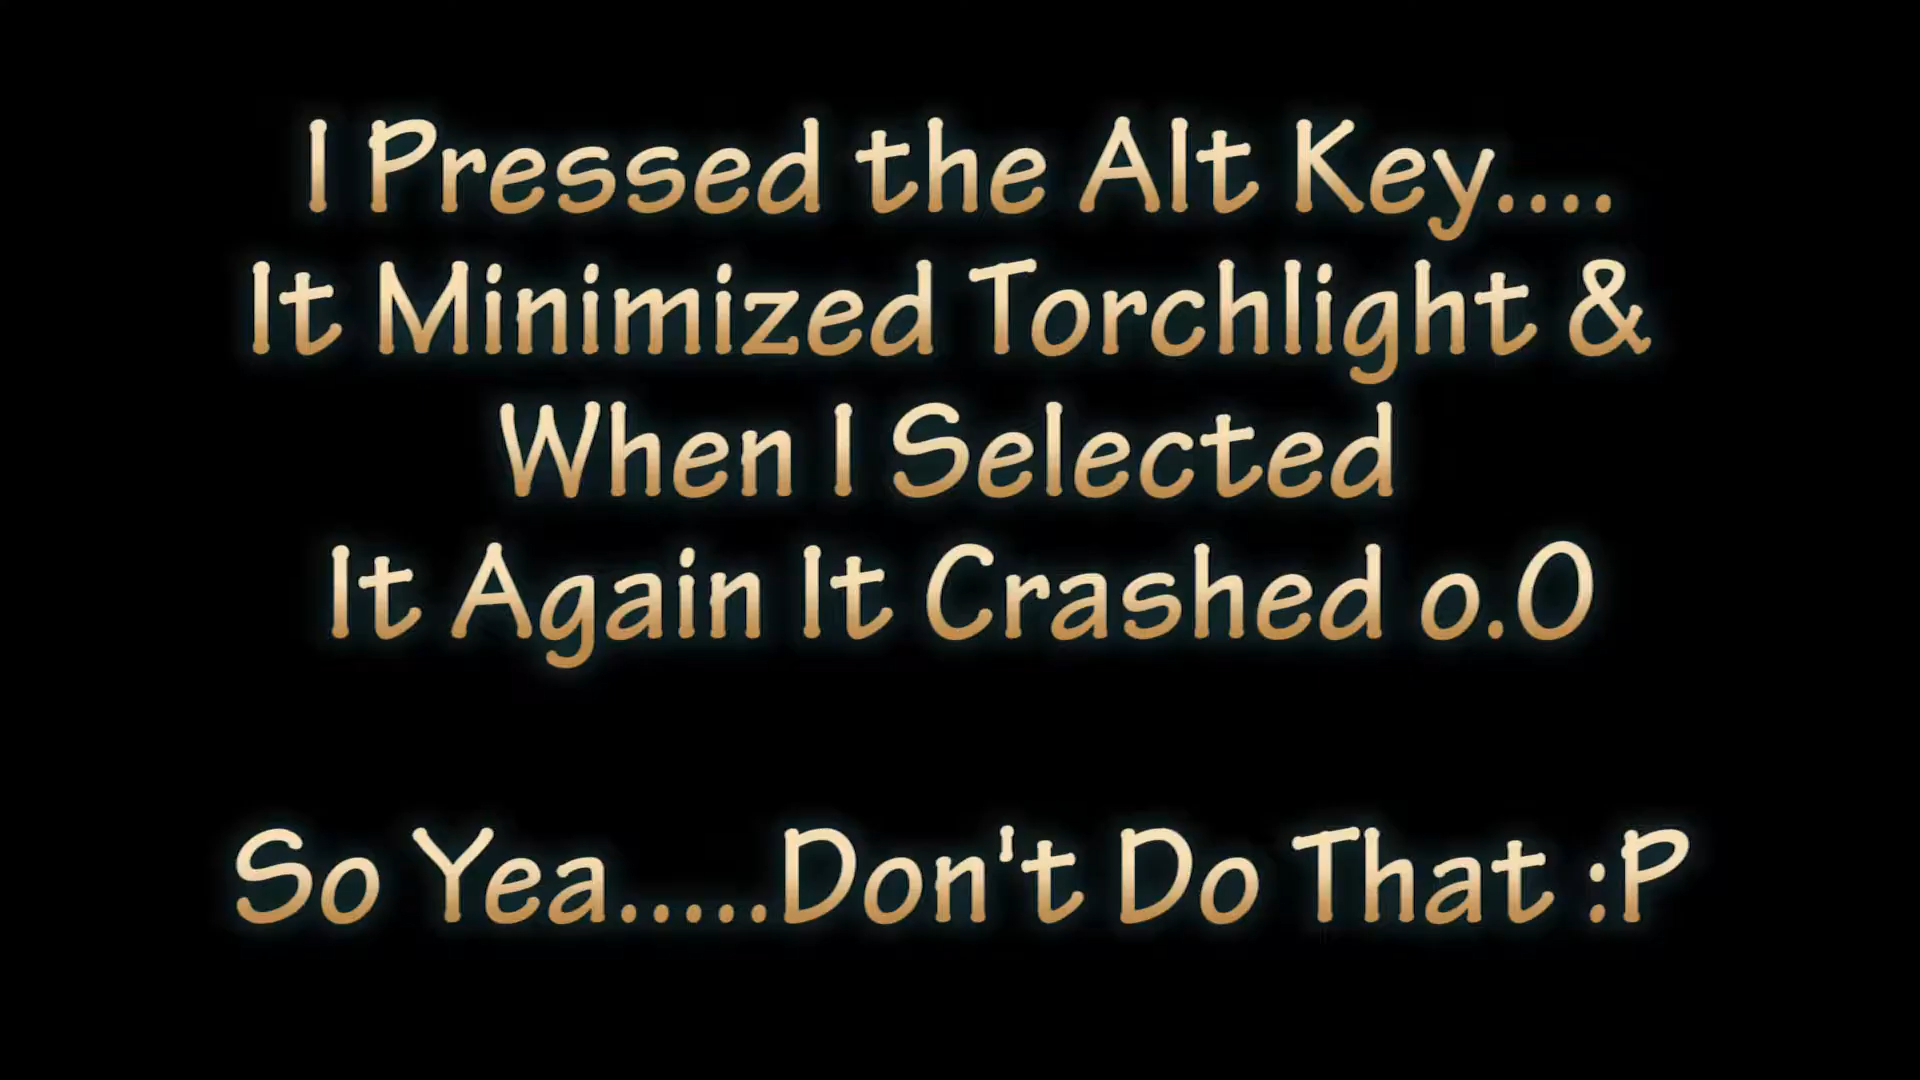 I Pressed the Alt Key....
It Minimized Torchlight &
When I Selected
It Again It Crashed o.O
So Yea.....Don't Do That :P